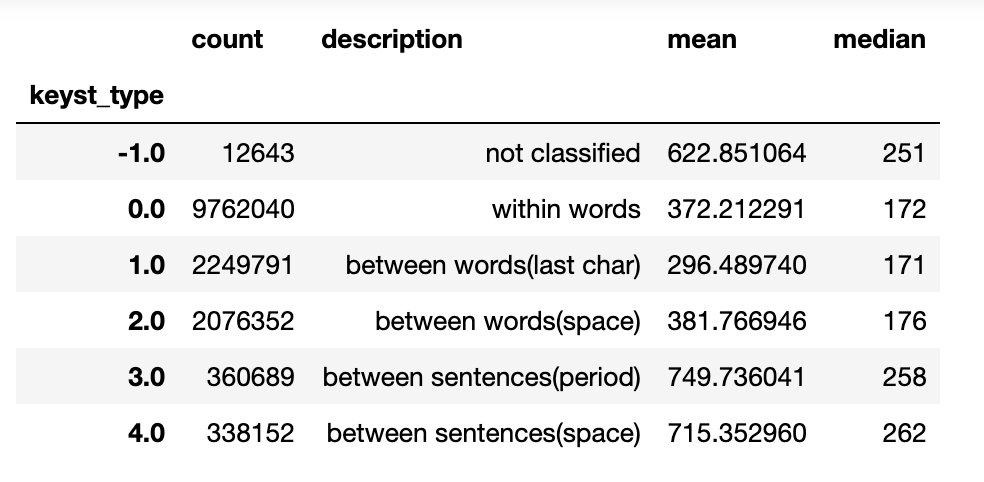 count description mean median
keyst_type
-1.0 12643 not classified 622.851064 251
0.0 9762040 within words 372.212291 172
1.0 2249791 between words(last char) 296.489740 171
2.0 2076352 between words(space) 381.766946 176
3.0 360689 between sentences(period) 749.736041 258
4.0 338152 between sentences(space) 715.352960 262